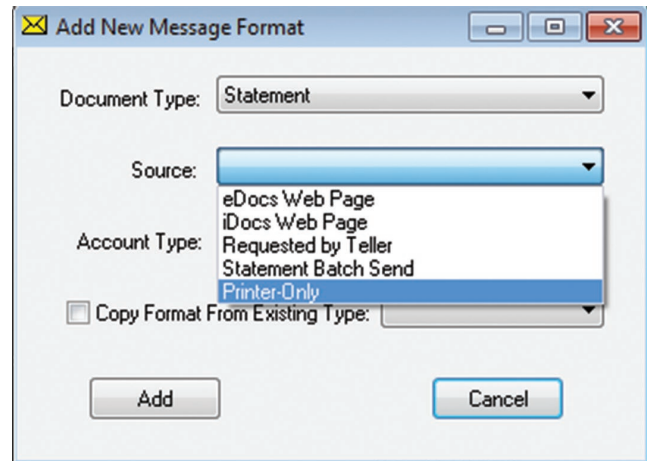 Add New Message Format
Document Type: Statement
Source:
eDocs Web Page
iDocs Web Page
Account Type: Requested by Teller
Statement Batch Send
Printer-Only
Copy Format From Existing Type:
Add Cancel